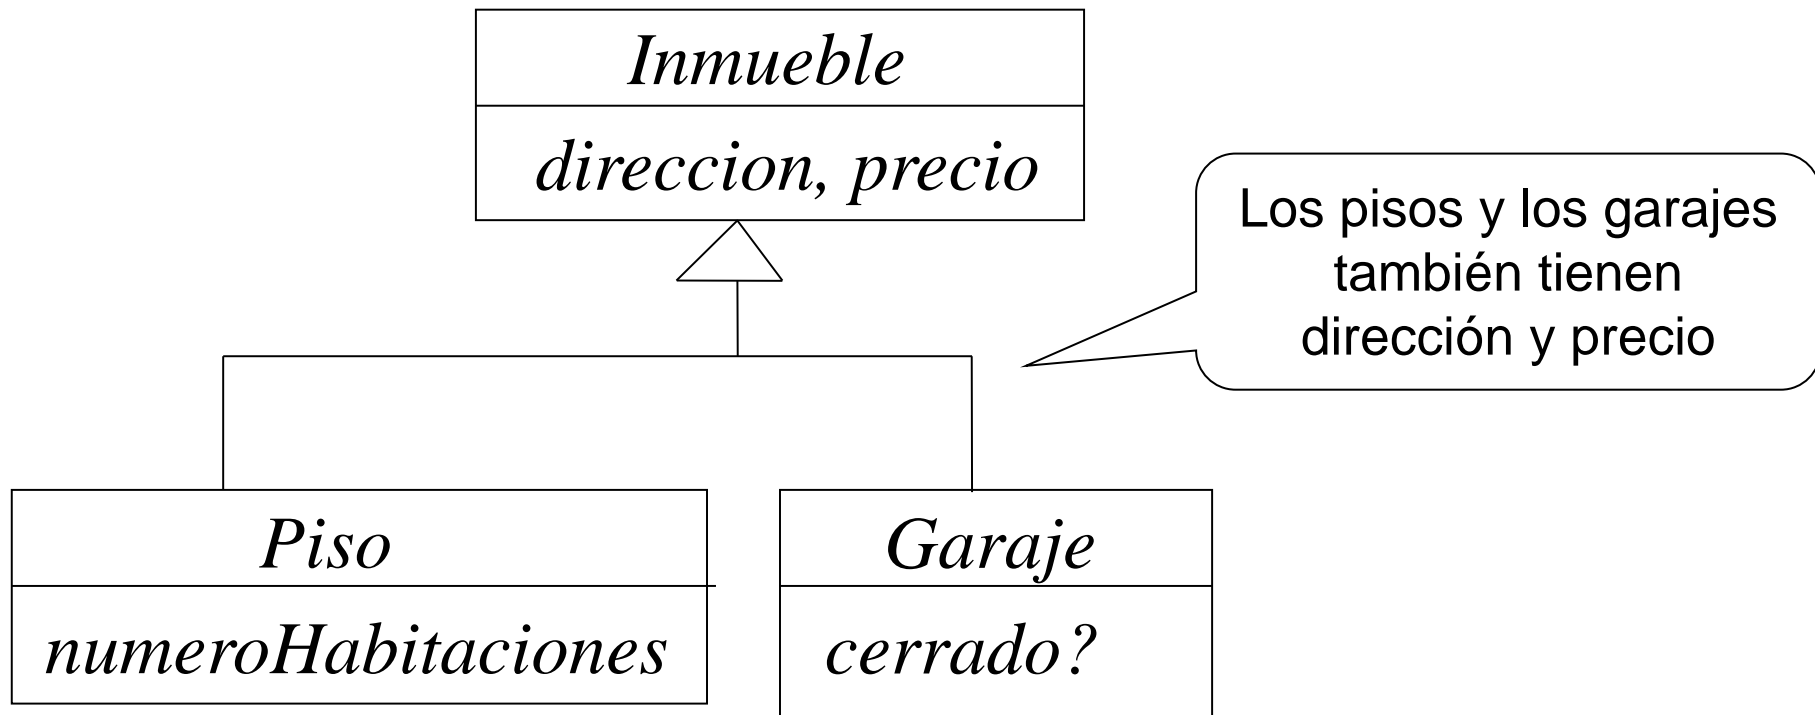 Inmueble
direccion, precio
Los pisos y los garajes
también tienen
dirección y precio
Piso
numeroHabitaciones
Garaje
cerrado?